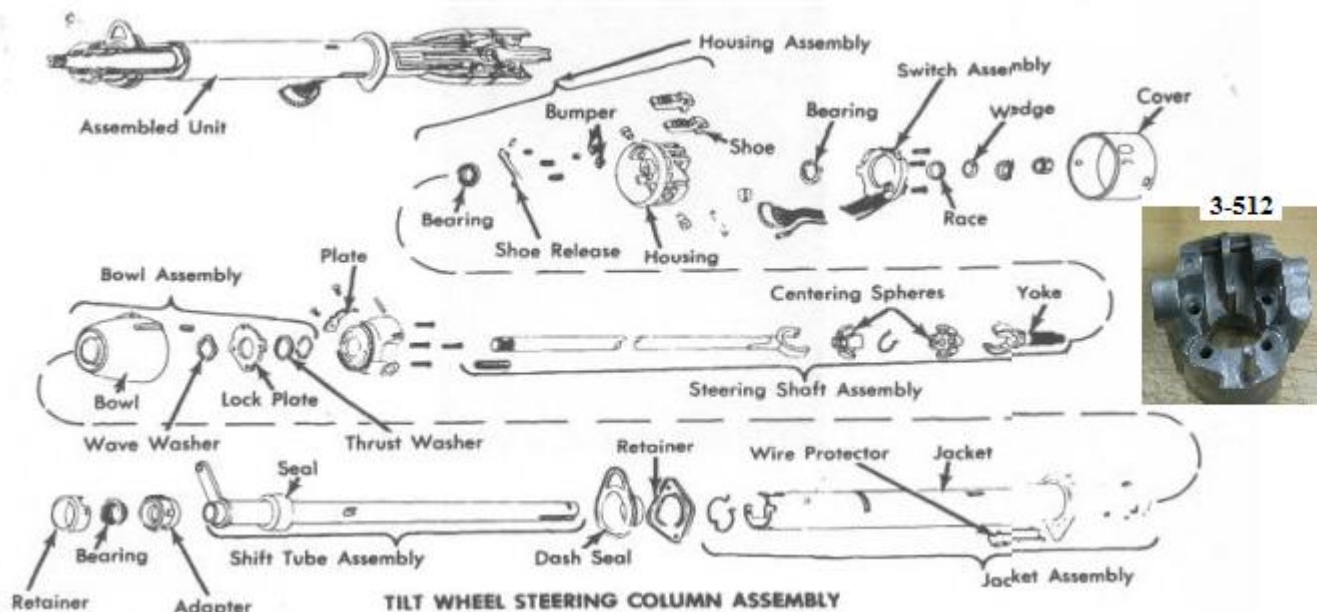 Housing Assembly
Switch Assembly
Cover
Wedge
Bearing
Bumper
Assembled Unit
Shoe
3-512
Race
Bearing
Shoe Release
Housing
Plate
Bowl Assembly
Centering Spheres
Yoke
Steering Shaft Assembly
Bowl
Lock Plate
Wave Washer
Thrust Washer
Retainer
Wire Protector
Jacket
Seal
Bearing
Shift Tube Assembly
Dash Seal
Jacket Assembly
Retainer
Adapter
TILT WHEEL STEERING COLUMN ASSEMBLY